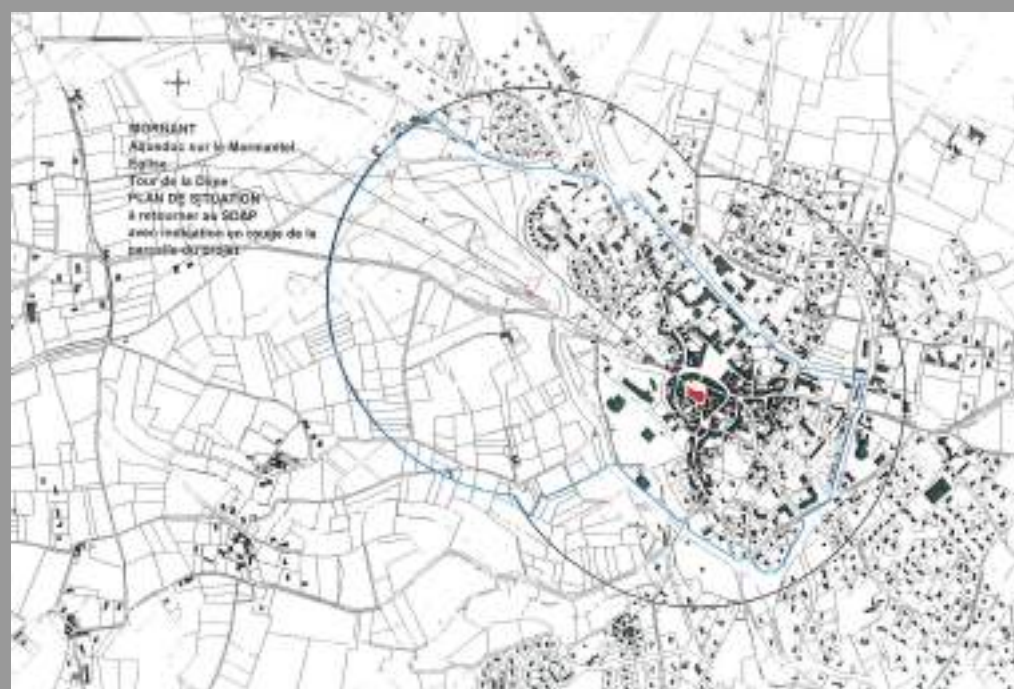 MORNANT
Aqueduc sur le Mornantet
Eglise
Tour de la Dime
PLAN DE SITUATION
à retourner au SDAP
avec indication en rouge de la
parcelle du projet